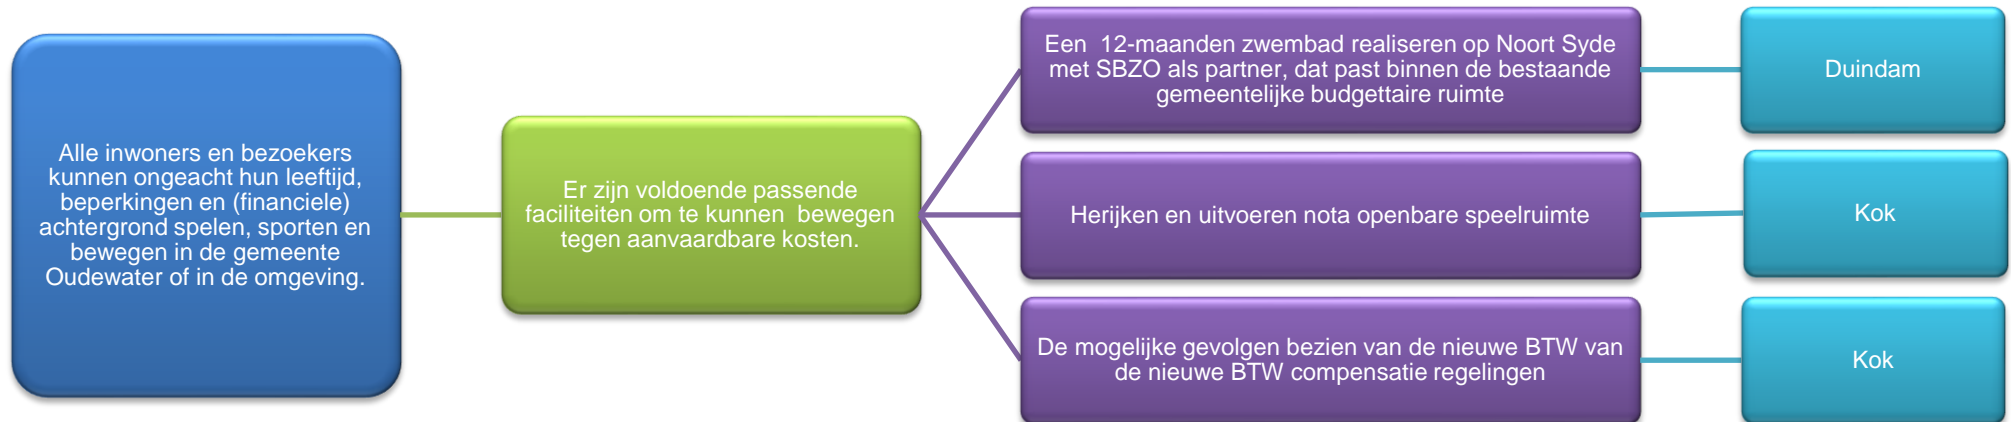 Alle inwoners en bezoekers
kunnen ongeacht hun leeftijd,
beperkingen en (financiele)
achtergrond spelen, sporten en
bewegen in de gemeente
Oudewater of in de omgeving.
Er zijn voldoende passende
faciliteiten om te kunnen bewegen
tegen aanvaardbare kosten.
Een 12-maanden zwembad realiseren op Noort Syde
met SBZO als partner, dat past binnen de bestaande
gemeentelijke budgettaire ruimte
Duindam
Herijken en uitvoeren nota openbare speelruimte
Kok
De mogelijke gevolgen bezien van de nieuwe BTW van
de nieuwe BTW compensatie regelingen
Kok